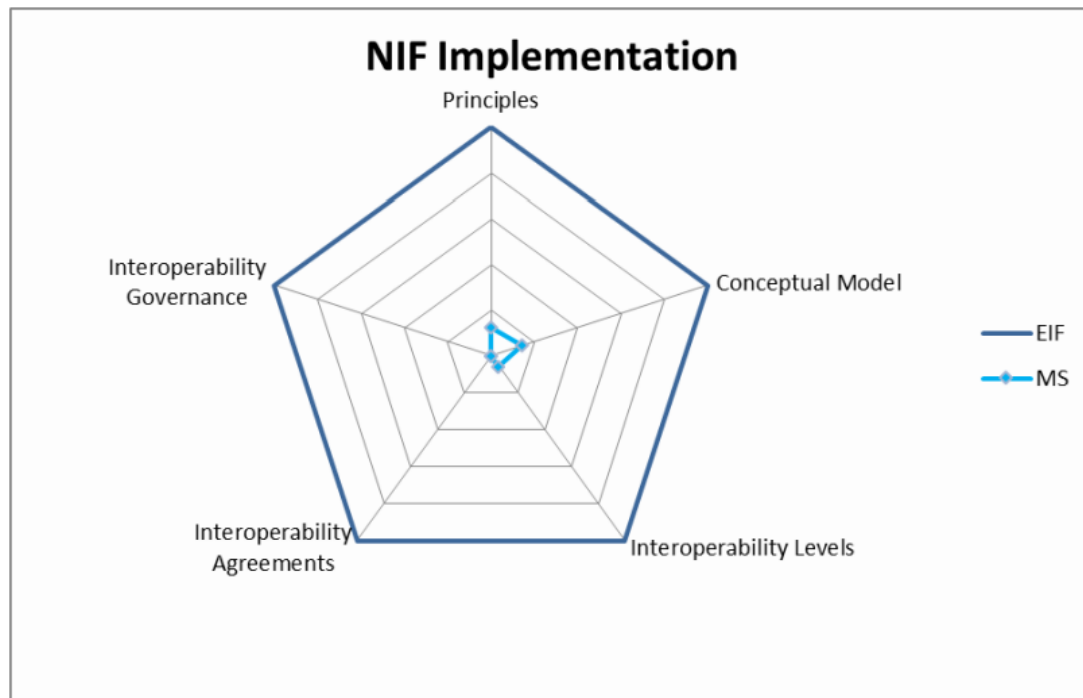 NIF Implementation
Principles
Interoperability
Governance
Conceptual Model
EIF
MS
Interoperability
Agreements
Interoperability Levels